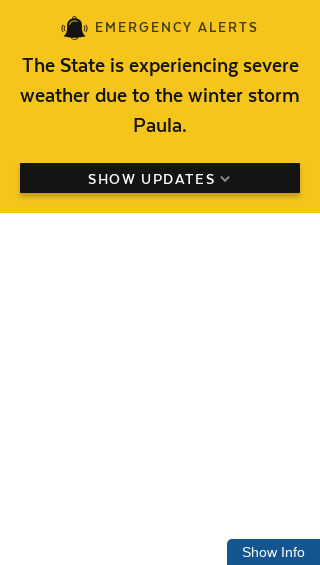 EMERGENCY ALERTS
The State is experiencing severe
weather due to the winter storm
Paula.
SHOW UPDATES
Show Info